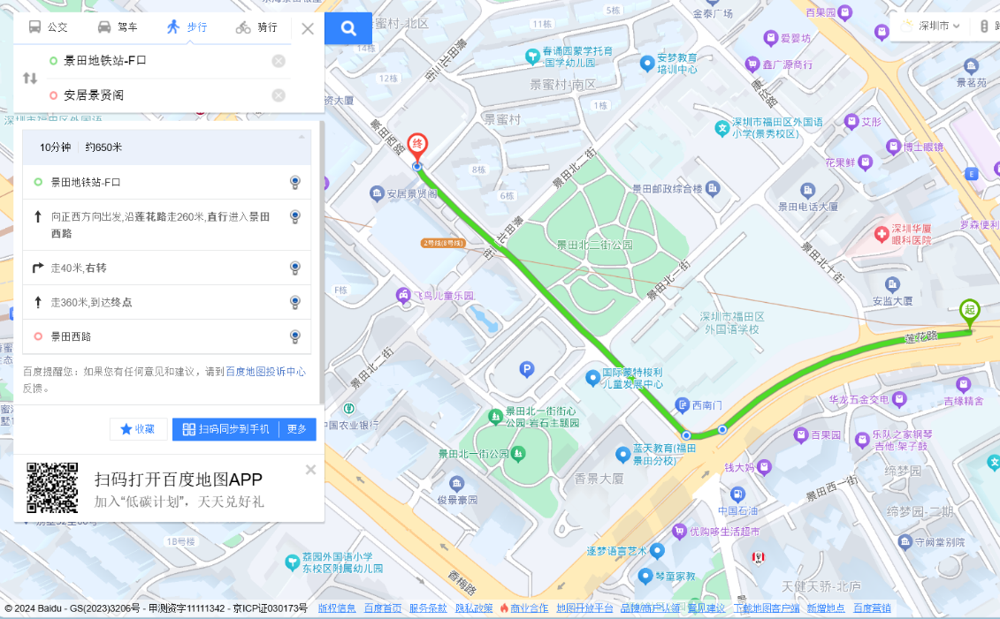 公交
驾车
步行
骑行
景田地铁站-F口
安居景贤阁
10分钟
约650米
景田地铁站-F口
向正西方向出发,沿莲花路走260米,直行进入景田
西路
走40米,右转
走360米,到达终点
景田西路
百度提醒您：如果您有任何意见和建议，请到百度地图投诉中心
反馈。
收藏
扫码同步到手机
更多
扫码打开百度地图APP
加入“低碳计划”，天天兑好礼
深圳市
景蜜村-北区
11栋
5栋
金泰广场
百果园
14栋
景田北三街
春诵园蒙学托育
国学幼儿园
安梦教育
培训中心
爱婴坊
鑫广源商行
景茗苑
12栋
景蜜村-南区
康欣路
1栋
景蜜村
深圳市福田区外国语
小学(景秀校区)
艾彤
博士眼镜
景田西路
终
8栋
景田北一街
花果鲜
E
安居景贤阁
6栋
景田邮政综合楼
景田电话大厦
罗森便利
景田北一街
2号线(8号线)
景田北二街公园
深圳华厦
眼科医院
景田北十街
F栋
飞鸟儿童乐园
景田北一街
安监大厦
起
深圳市福田区
外国语学校
莲花路
景田北一街
P
国际蒙特梭利
儿童发展中心
西南门
华龙五金交电
吉缘精舍
中国农业银行
景田北一街街心
公园-岩石主题园
百果园
乐队之家钢琴
吉他·架子鼓
景田北一街公园
蓝天教育(福田
景田分校)
钱大妈
缔梦园
香景大厦
景田西一街
俊景豪园
中国石油
缔梦园-二期
优购哆生活超市
守阙堂别院
1B号楼
荔园外国语小学
东校区附属幼儿园
逐梦语言艺术
琴童家教
香梅路
天健天骄-北庐
© 2024 Baidu - GS(2023)3206号 - 甲测资字11111342 - 京ICP证030173号
版权信息
百度首页
服务条款
隐私政策
商业合作
地图开放平台
品牌/商户认领
意见建议
下载地图客户端
新增地点
百度营销